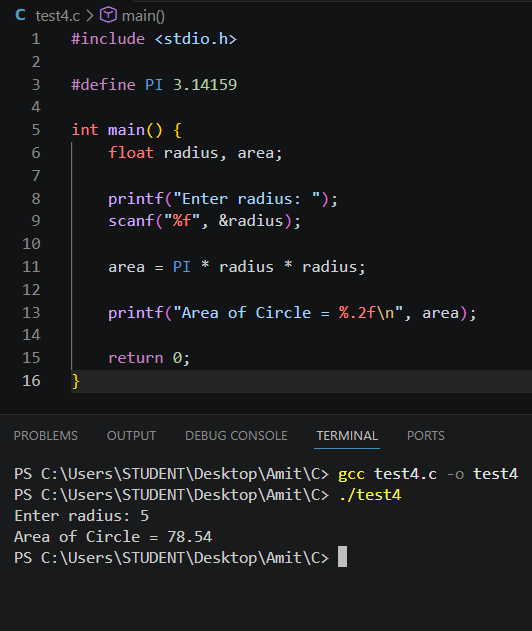 C test4.c > main()
1 #include <stdio.h>
2
3 #define PI 3.14159
4
5 int main() {
6     float radius, area;
7
8     printf("Enter radius: ");
9     scanf("%f", &radius);
10
11     area = PI * radius * radius;
12
13     printf("Area of Circle = %.2f\n", area);
14
15     return 0;
16 }
PROBLEMS OUTPUT DEBUG CONSOLE TERMINAL PORTS
PS C:\Users\STUDENT\Desktop\Amit\C> gcc test4.c -o test4
PS C:\Users\STUDENT\Desktop\Amit\C> ./test4
Enter radius: 5
Area of Circle = 78.54
PS C:\Users\STUDENT\Desktop\Amit\C>